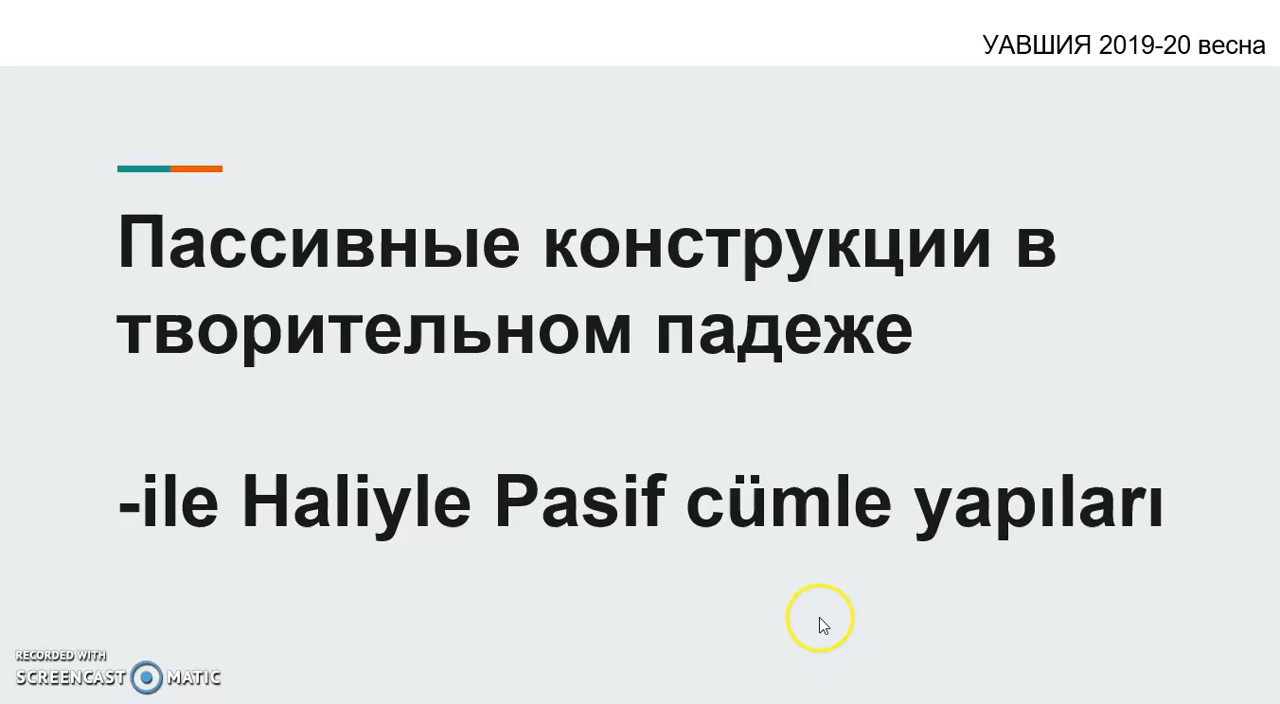 УАВШИЯ 2019-20 весна
Пассивные конструкции в
творительном падеже
-ile Haliyle Pasif cümle yapıları
RECORDED WITH
SCREENCAST MATIC